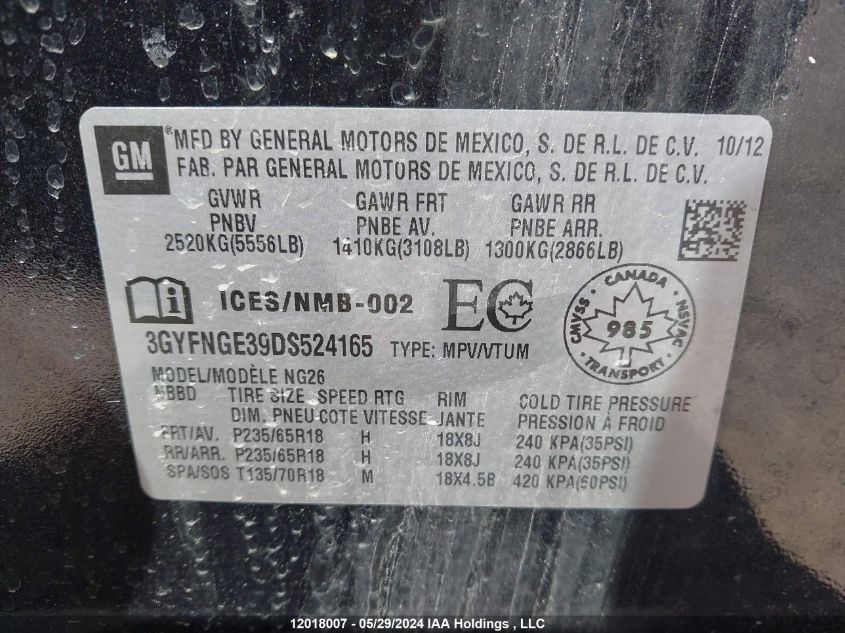 GM
®MFD BY GENERAL MOTORS DE MEXICO, S. DE R.L. DE C.V. 10/12
FAB. PAR GENERAL MOTORS DE MEXICO, S. DE R.L. DE C.V.
GVWR GAWR FRT GAWR RR
PNBV PNBE AV. PNBE ARR.
2520KG(5556LB) 1410KG(3108LB) 1300KG(2866LB)
i ICES/NMB-002 EC
CANADA
CMVSS 985 NSVAC
TRANSPORT
3GYFNGE39DS524165 TYPE: MPV/VTUM
MODEL/MODÈLE NG26
NBBD TIRE SIZE SPEED RTG RIM COLD TIRE PRESSURE
DIM. PNEU COTE VITESSE JANTE PRESSION À FROID
FRT/AV. P235/65R18 H 18X8J 240 KPA(35PSI)
RR/ARR. P235/65R18 H 18X8J 240 KPA(35PSI)
SPA/SOS T135/70R18 M 18X4.5B 420 KPA(60PSI)
12018007 - 05/29/2024 IAA Holdings , LLC